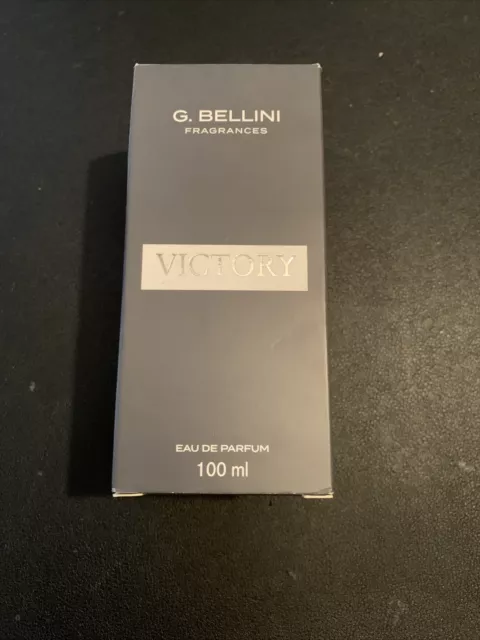 G. BELLINI
FRAGRANCES
VICTORY
EAU DE PARFUM
100 ml